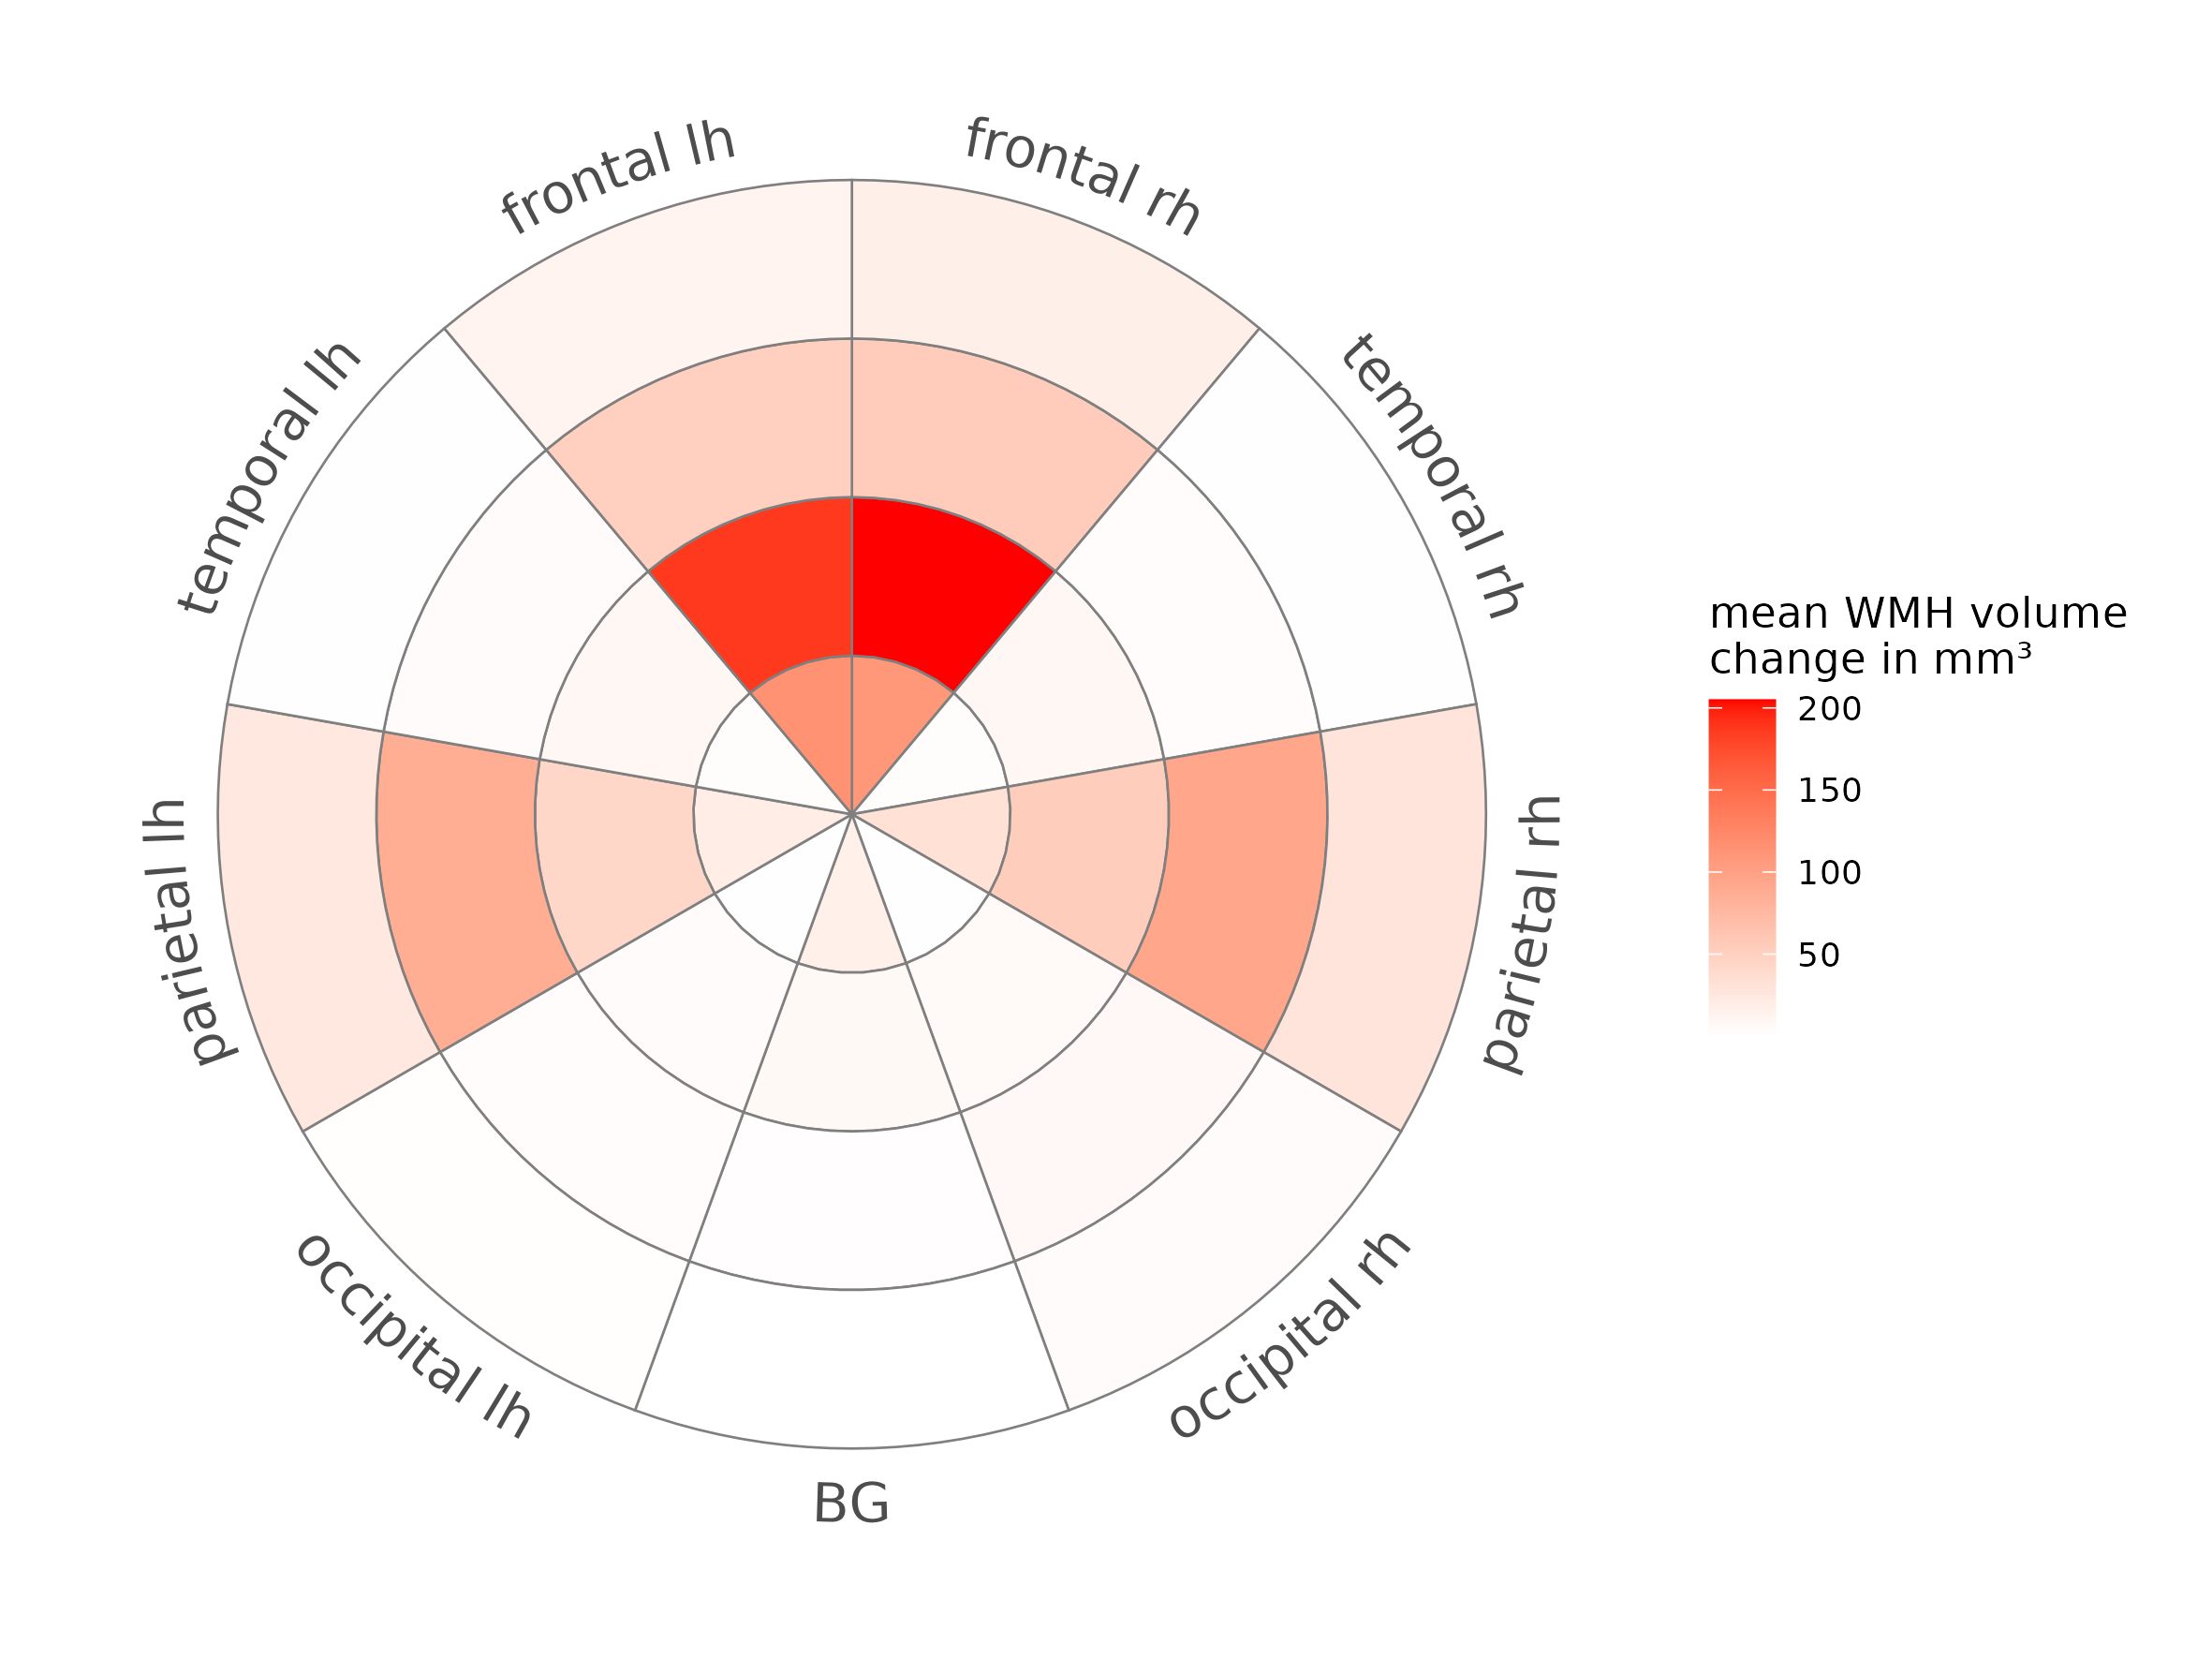 frontal lh
frontal rh
temporal lh
temporal rh
parietal lh
parietal rh
occipital lh
occipital rh
BG
mean WMH volume
change in mm³
200
150
100
50